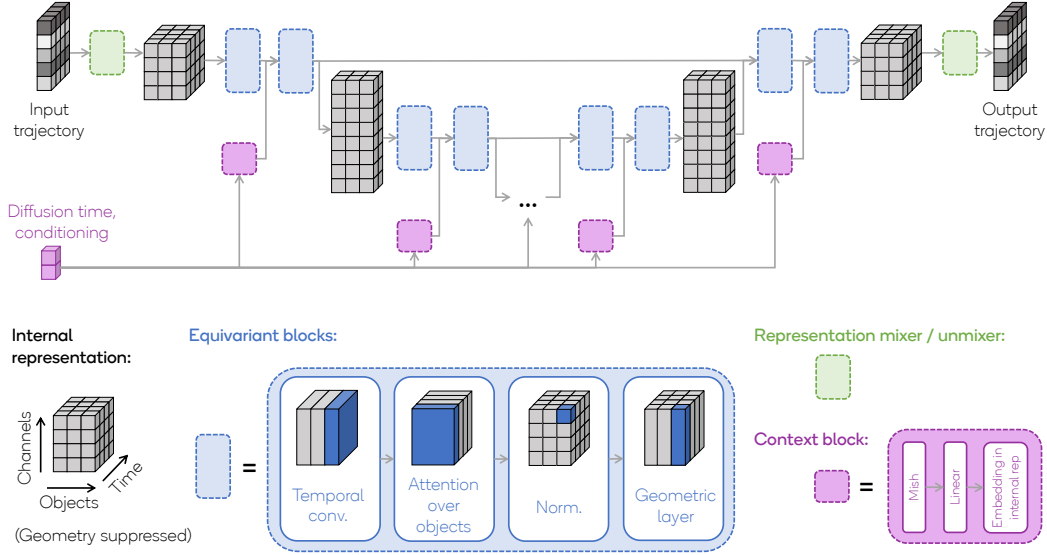 Input
trajectory
Output
trajectory
Diffusion time,
conditioning
...
Internal
representation:
Channels
Objects
Time
(Geometry suppressed)
Equivariant blocks:
=
Temporal
conv.
Attention
over
objects
Norm.
Geometric
layer
Representation mixer / unmixer:
Context block:
=
Mish
Linear
Embedding in
internal rep